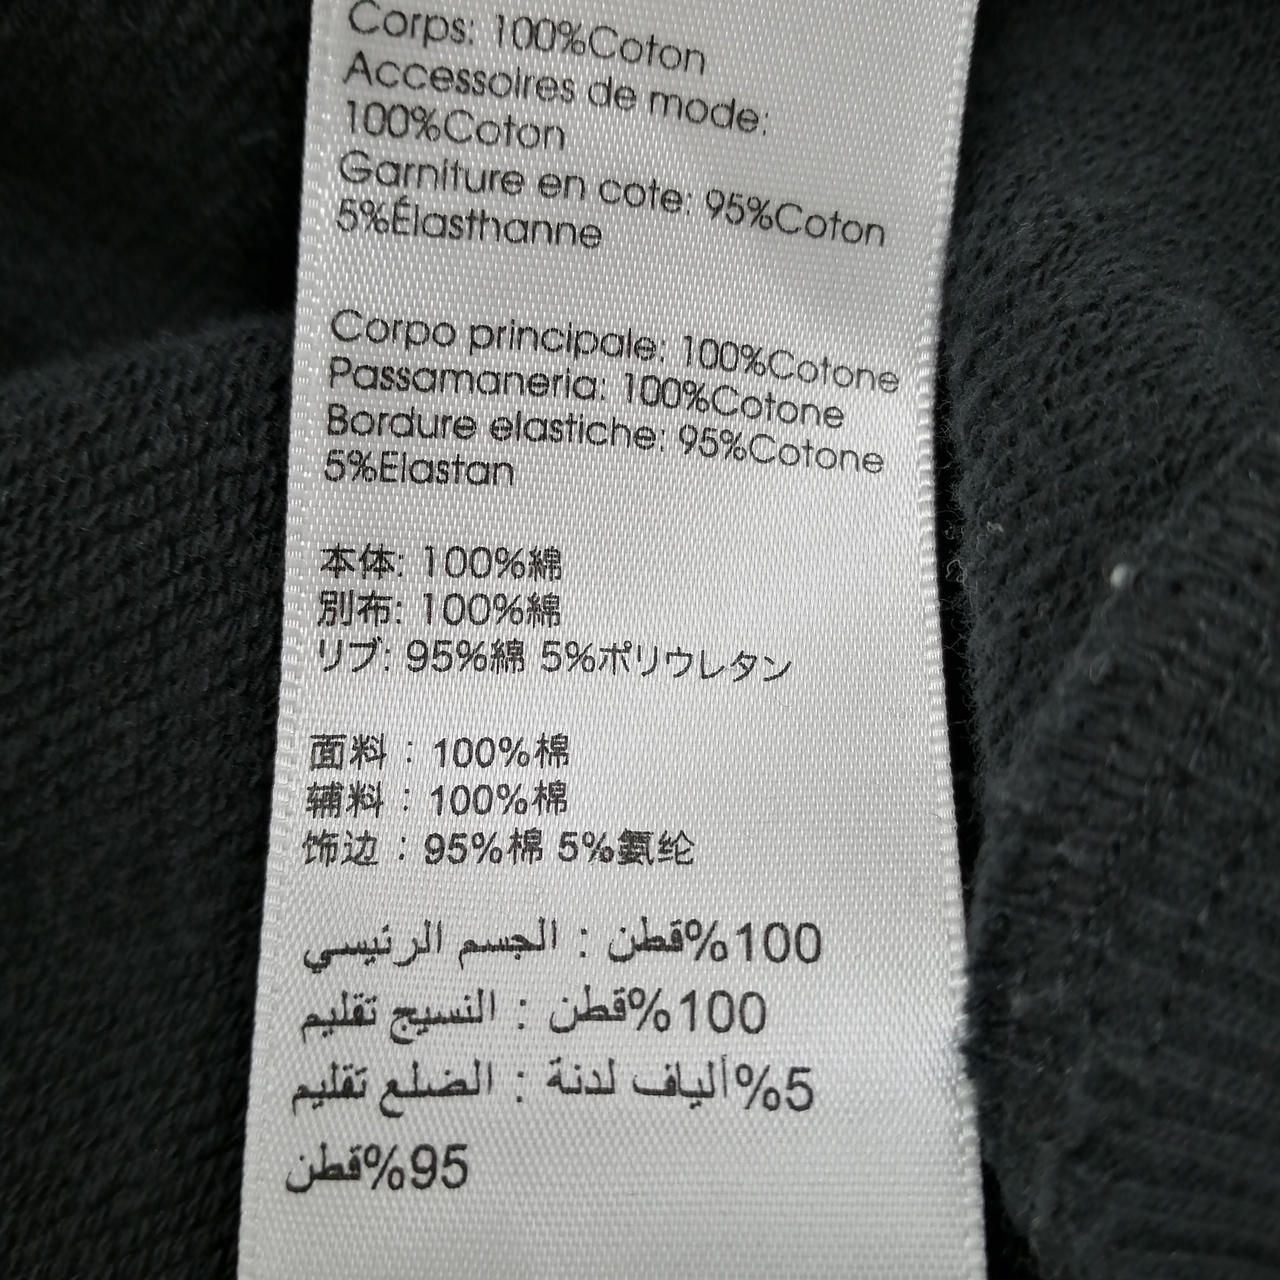 Corps: 100%Coton
Accessoires de mode:
100%Coton
Garniture en cote: 95%Coton
5%Élasthanne
Corpo principale: 100%Cotone
Passamaneria: 100%Cotone
Bordure elastiche: 95%Cotone
5%Elastan
本体: 100%綿
別布: 100%綿
リブ: 95%綿 5%ポリウレタン
面料：100%棉
辅料：100%棉
饰边：95%棉 5%氨纶
100%قطن : الجسم الرئيسي
100%قطن : النسيج تقليم
5%ألياف لدنة : الضلع تقليم
95%قطن